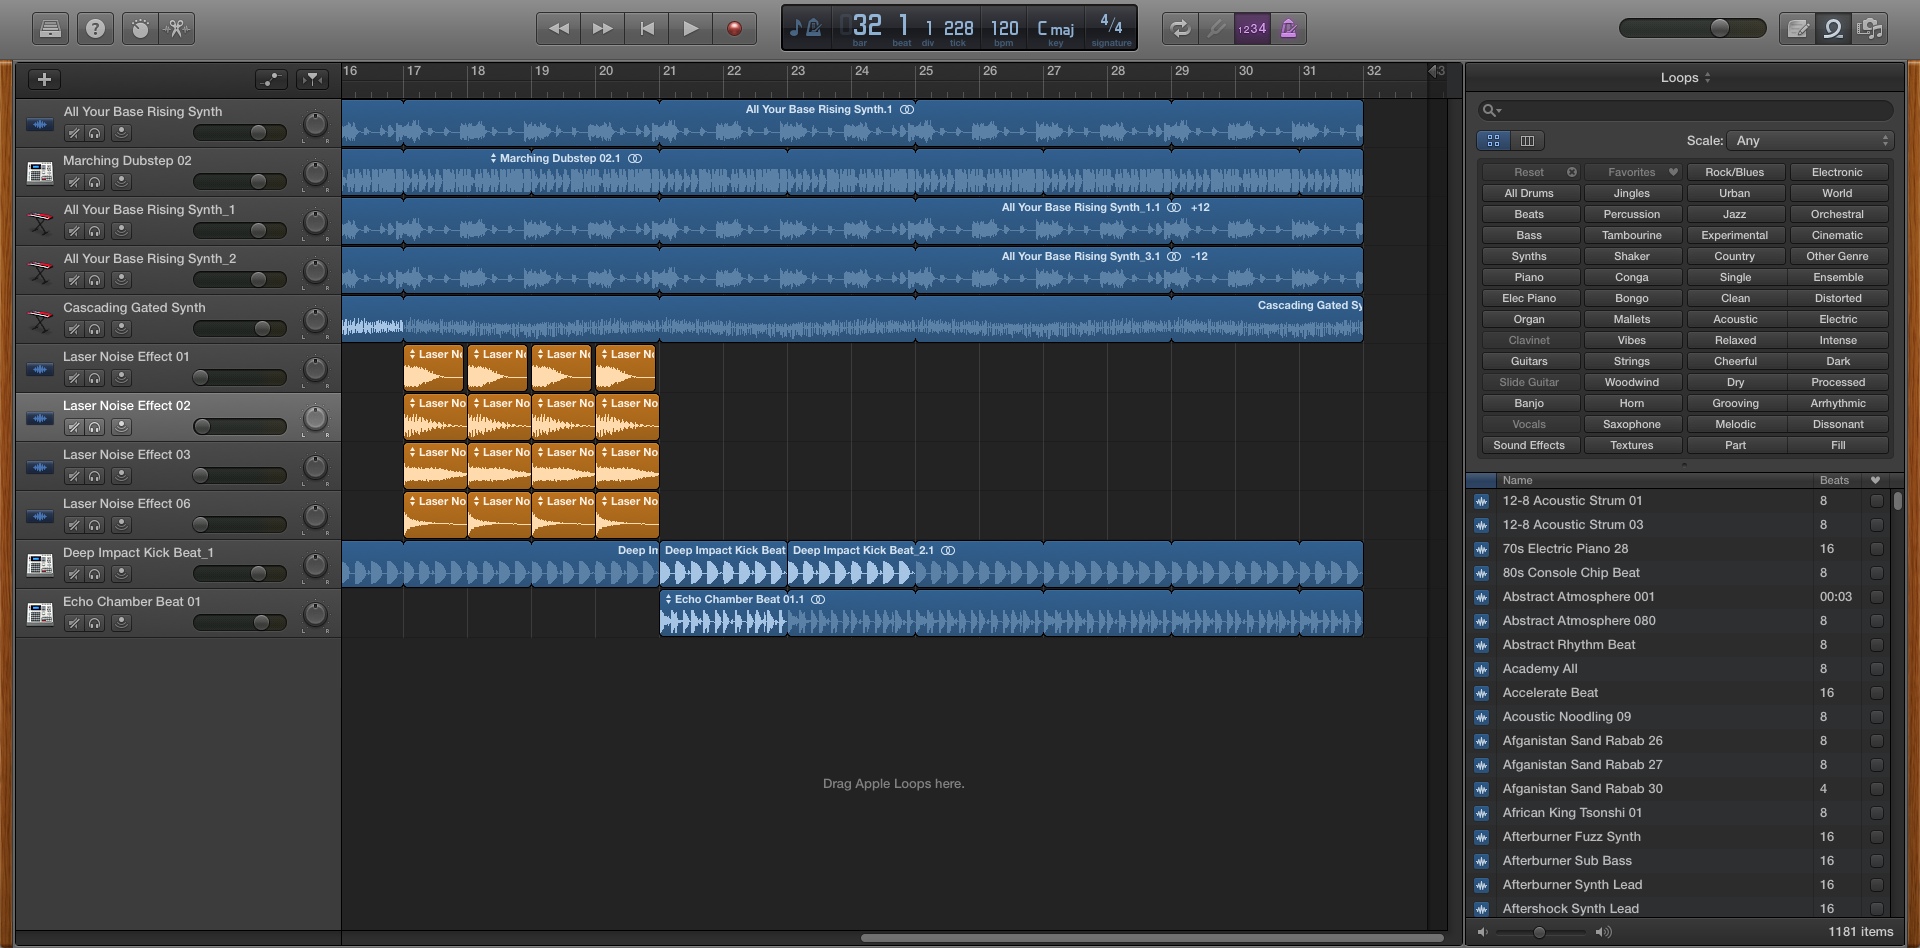 32 1 1 228 120 C maj 4/4
bar beat div tick bpm key signature
1234
16 17 18 19 20 21 22 23 24 25 26 27 28 29 30 31 32
All Your Base Rising Synth
Marching Dubstep 02
All Your Base Rising Synth_1
All Your Base Rising Synth_2
Cascading Gated Synth
Laser Noise Effect 01
Laser Noise Effect 02
Laser Noise Effect 03
Laser Noise Effect 06
Deep Impact Kick Beat_1
Echo Chamber Beat 01
All Your Base Rising Synth.1
Marching Dubstep 02.1
All Your Base Rising Synth_1.1 +12
All Your Base Rising Synth_3.1 -12
Cascading Gated Sy
Laser No Laser No Laser No Laser No
Laser No Laser No Laser No Laser No
Laser No Laser No Laser No Laser No
Laser No Laser No Laser No Laser No
Deep In Deep Impact Kick Beat Deep Impact Kick Beat_2.1
Echo Chamber Beat 01.1
Drag Apple Loops here.
Loops
Scale: Any
Reset Favorites Rock/Blues Electronic
All Drums Jingles Urban World
Beats Percussion Jazz Orchestral
Bass Tambourine Experimental Cinematic
Synths Shaker Country Other Genre
Piano Conga Single Ensemble
Elec Piano Bongo Clean Distorted
Organ Mallets Acoustic Electric
Clavinet Vibes Relaxed Intense
Guitars Strings Cheerful Dark
Slide Guitar Woodwind Dry Processed
Banjo Horn Grooving Arrhythmic
Vocals Saxophone Melodic Dissonant
Sound Effects Textures Part Fill
Name Beats
12-8 Acoustic Strum 01 8
12-8 Acoustic Strum 03 8
70s Electric Piano 28 16
80s Console Chip Beat 8
Abstract Atmosphere 001 00:03
Abstract Atmosphere 080 8
Abstract Rhythm Beat 8
Academy All 8
Accelerate Beat 16
Acoustic Noodling 09 8
Afganistan Sand Rabab 26 8
Afganistan Sand Rabab 27 8
Afganistan Sand Rabab 30 4
African King Tsonshi 01 8
Afterburner Fuzz Synth 16
Afterburner Sub Bass 16
Afterburner Synth Lead 16
Aftershock Synth Lead 16
1181 items